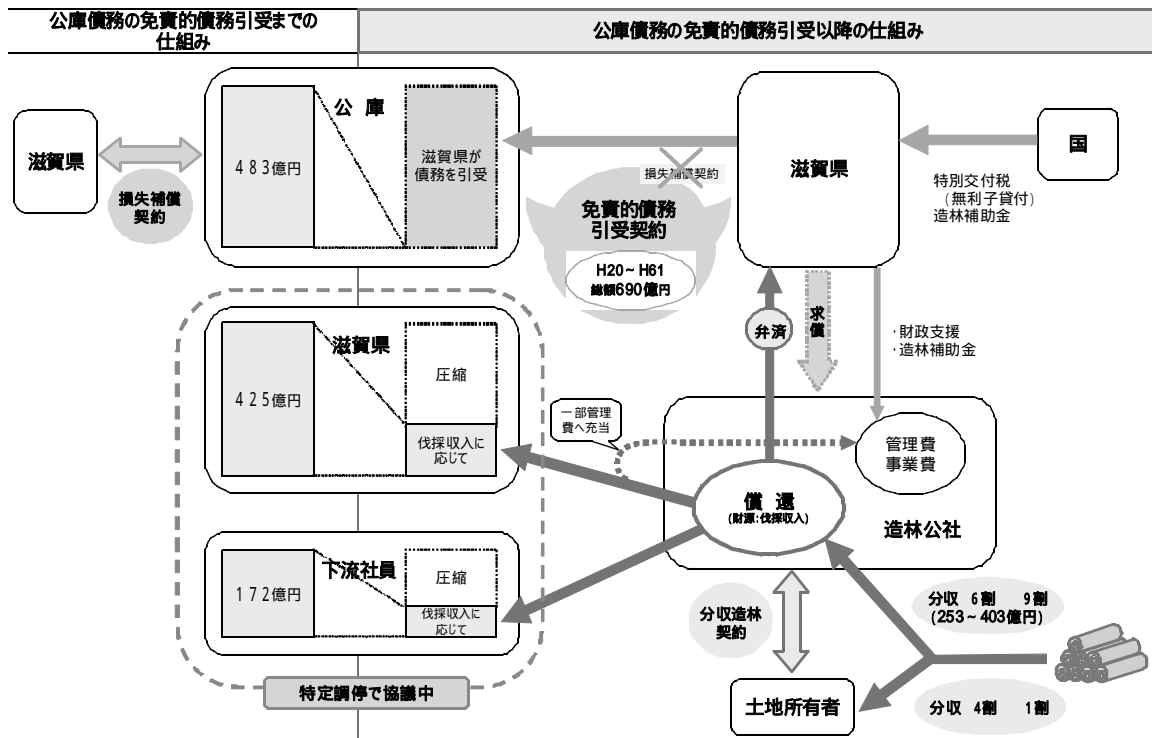 公庫債務の免責的債務引受までの
仕組み
公庫債務の免責的債務引受以降の仕組み
滋賀県
損失補償
契約
公 庫
483億円
滋賀県が
債務を引受
損失補償契約
免責的債務
引受契約
H20~H61
総額690億円
滋賀県
国
特別交付税
(無利子貸付)
造林補助金
弁済
求償
・財政支援
・造林補助金
滋賀県
425億円
圧縮
伐採収入に
応じて
一部管理
費へ充当
管理費
事業費
償 還
(財源:伐採収入)
造林公社
下流社員
172億円
圧縮
伐採収入に
応じて
特定調停で協議中
分収造林
契約
分収 6割 9割
(253~403億円)
土地所有者
分収 4割 1割